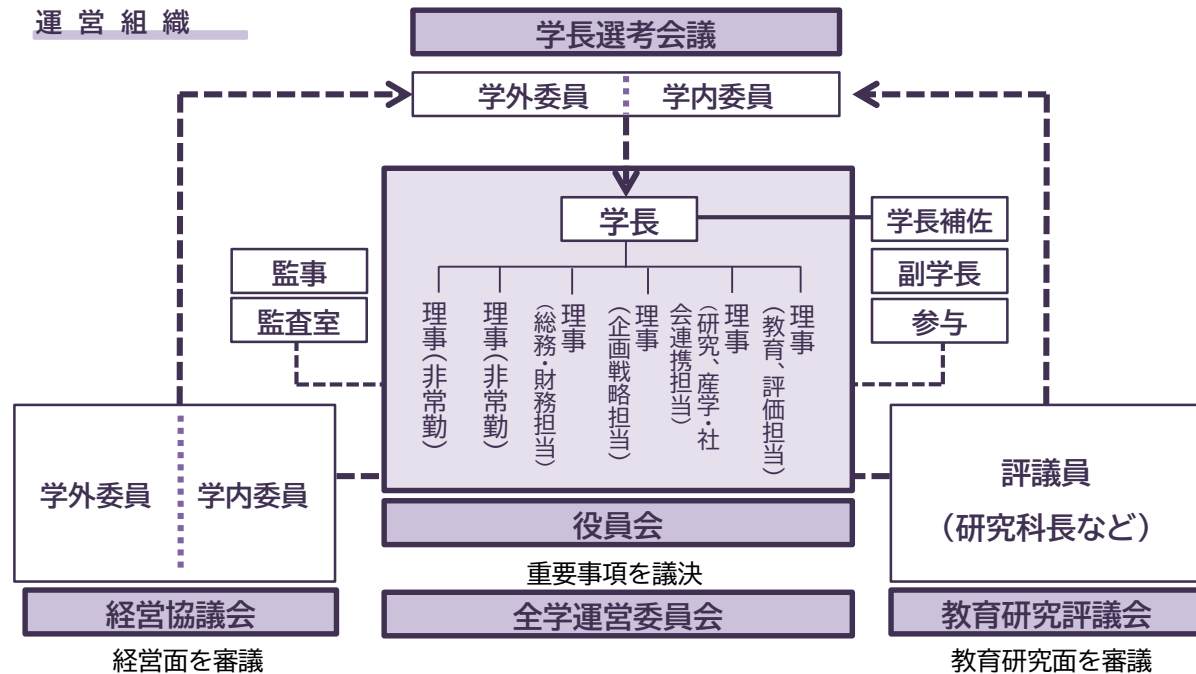 運営組織
学長選考会議
学外委員
学内委員
学長
学長補佐
副学長
参与
監事
監査室
理事(非常勤)
理事(非常勤)
理事
(総務・財務担当)
理事
(企画戦略担当)
理事
(研究、産学・社
会連携担当)
理事
(教育、評価担当)
学外委員
学内委員
評議員
（研究科長など）
役員会
重要事項を議決
経営協議会
経営面を審議
全学運営委員会
教育研究評議会
教育研究面を審議